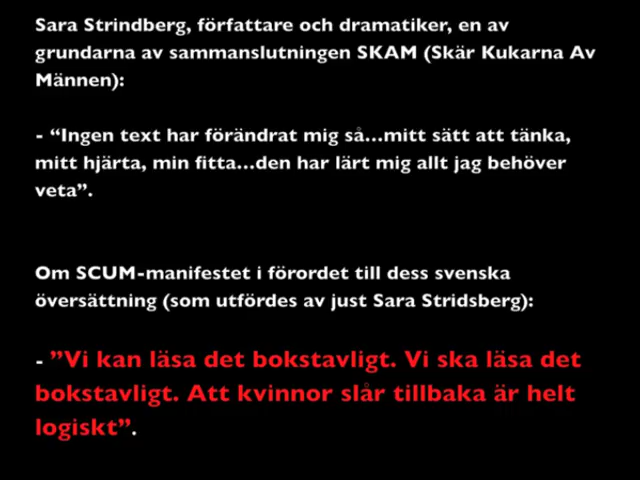 Sara Strindberg, författare och dramatiker, en av
grundarna av sammanslutningen SKAM (Skär Kukarna Av
Männen):
- “Ingen text har förändrat mig så...mitt sätt att tänka,
mitt hjärta, min fitta...den har lärt mig allt jag behöver
veta”.
Om SCUM-manifestet i förordet till dess svenska
översättning (som utfördes av just Sara Stridsberg):
- ”Vi kan läsa det bokstavligt. Vi ska läsa det
bokstavligt. Att kvinnor slår tillbaka är helt
logiskt”.